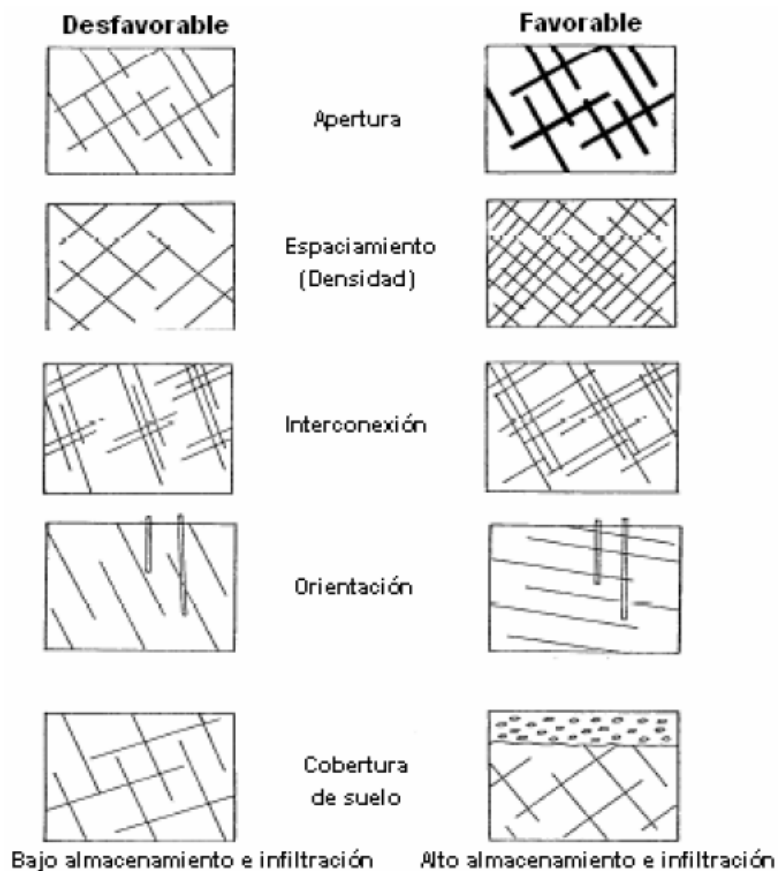 Desfavorable
Favorable
Apertura
Espaciamiento
(Densidad)
Interconexión
Orientación
Cobertura
de suelo
Bajo almacenamiento e infiltración
Alto almacenamiento e infiltración